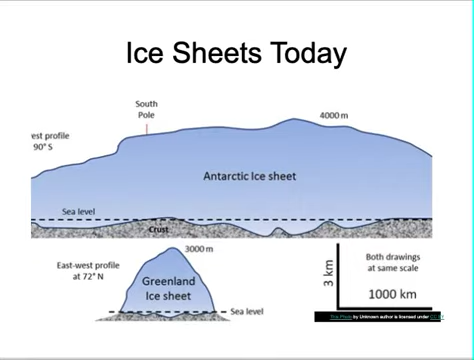 Ice Sheets Today
South
Pole
4000 m
est profile
90° S
Antarctic Ice sheet
Sea level
Crust
3000 m
East-west profile
at 72° N
Greenland
Ice sheet
Sea level
3 km
Both drawings
at same scale
1000 km
This Photo by Unknown author is licensed under